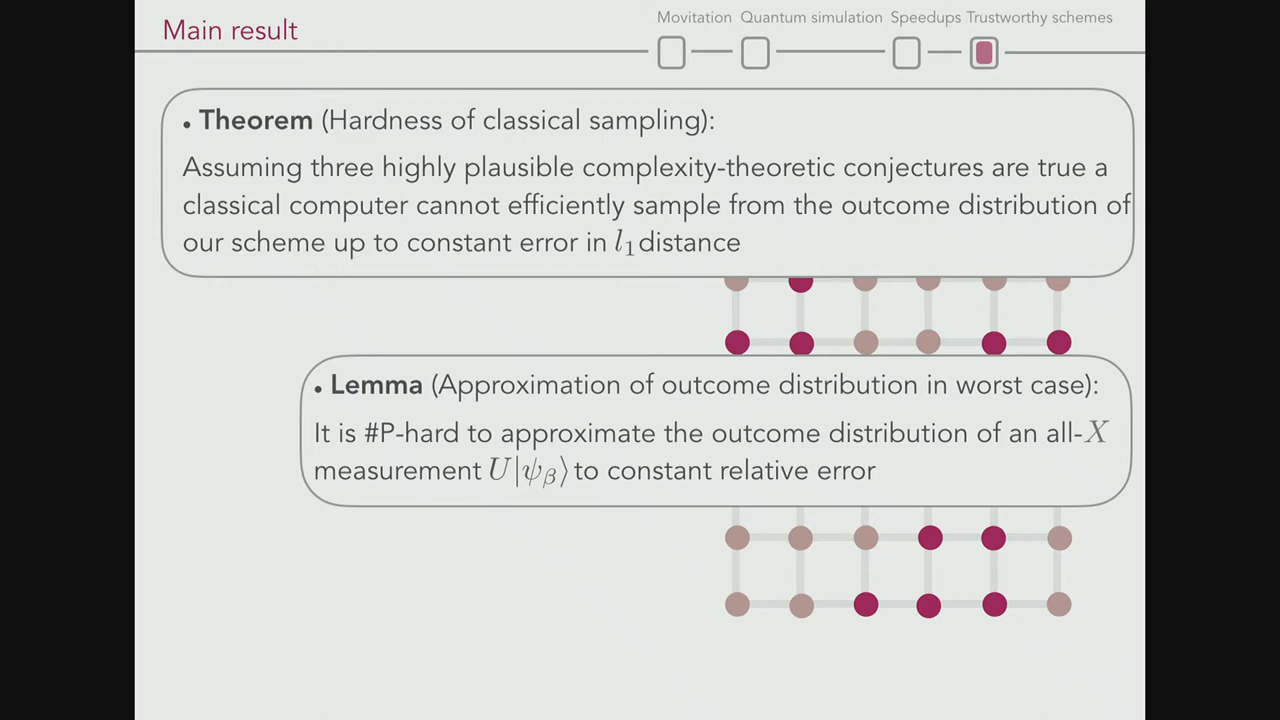 Main result
Movitation Quantum simulation Speedups Trustworthy schemes
• Theorem (Hardness of classical sampling):
Assuming three highly plausible complexity-theoretic conjectures are true a
classical computer cannot efficiently sample from the outcome distribution of
our scheme up to constant error in l₁ distance
• Lemma (Approximation of outcome distribution in worst case):
It is #P-hard to approximate the outcome distribution of an all-X
measurement U|ψ_β⟩ to constant relative error